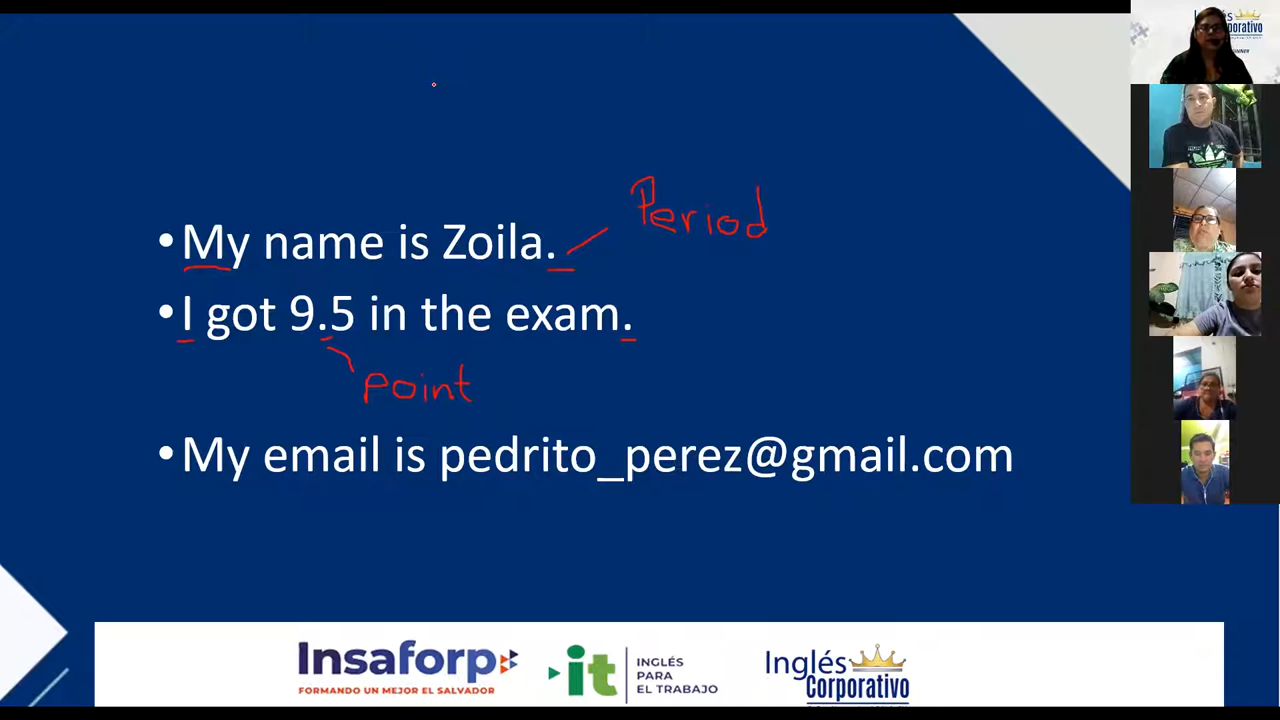 Inglés
Corporativo
Period
•My name is Zoila.
•I got 9.5 in the exam.
Point
•My email is pedrito_perez@gmail.com
Insaforp
FORMANDO UN MEJOR EL SALVADOR
it
INGLÉS
PARA
EL TRABAJO
Inglés
Corporativo